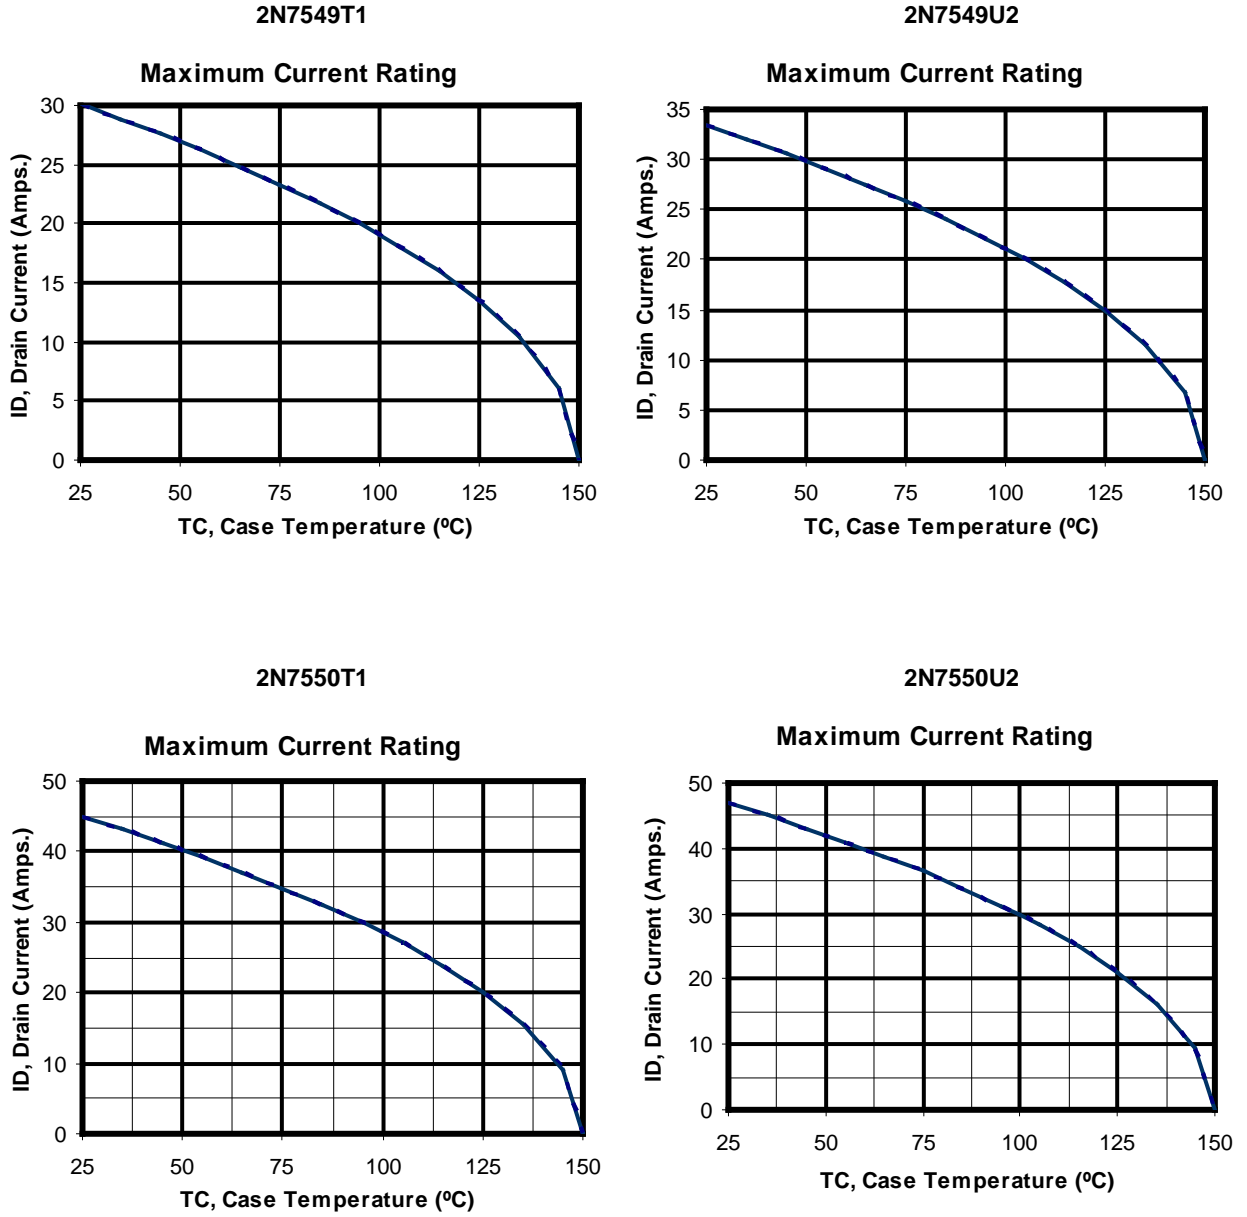 2N7549T1
Maximum Current Rating
30
25
20
15
10
5
0
ID, Drain Current (Amps.)
25 50 75 100 125 150
TC, Case Temperature (ºC)
2N7549U2
Maximum Current Rating
35
30
25
20
15
10
5
0
ID, Drain Current (Amps.)
25 50 75 100 125 150
TC, Case Temperature (ºC)
2N7550T1
Maximum Current Rating
50
40
30
20
10
0
ID, Drain Current (Amps.)
25 50 75 100 125 150
TC, Case Temperature (ºC)
2N7550U2
Maximum Current Rating
50
40
30
20
10
0
ID, Drain Current (Amps.)
25 50 75 100 125 150
TC, Case Temperature (ºC)